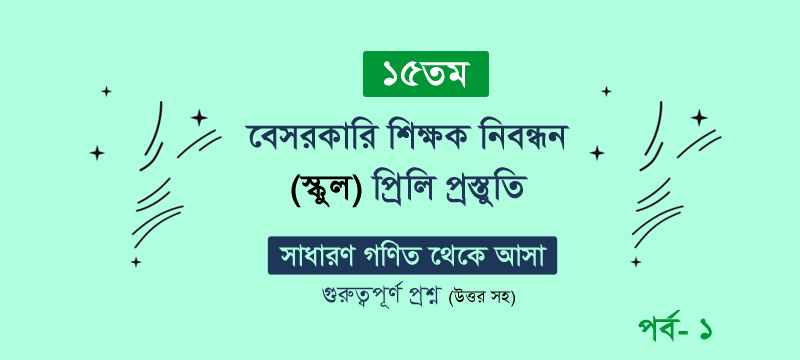 ১৫তম
বেসরকারি শিক্ষক নিবন্ধন
(স্কুল) প্রিলি প্রস্তুতি
সাধারণ গণিত থেকে আসা
গুরুত্বপূর্ণ প্রশ্ন (উত্তর সহ)
পর্ব- ১